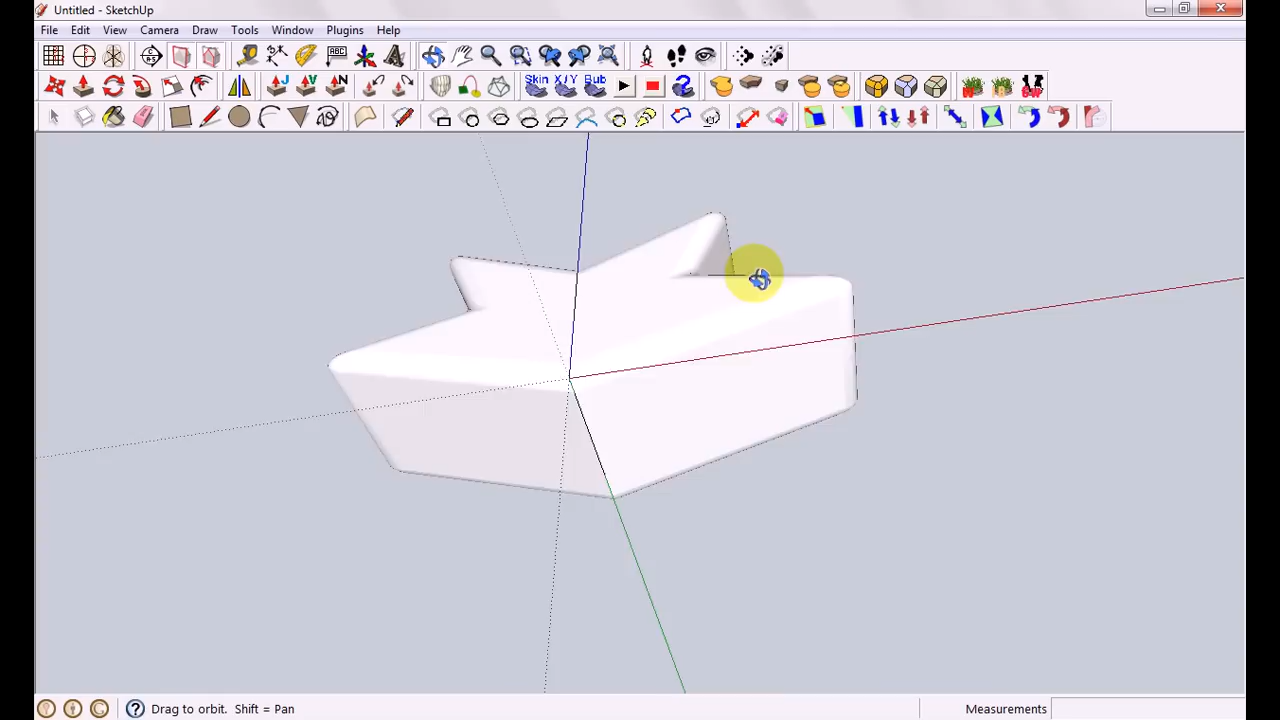 Untitled - SketchUp
File Edit View Camera Draw Tools Window Plugins Help
ABC
J V N Skin X/Y Bub
Drag to orbit. Shift = Pan
Measurements